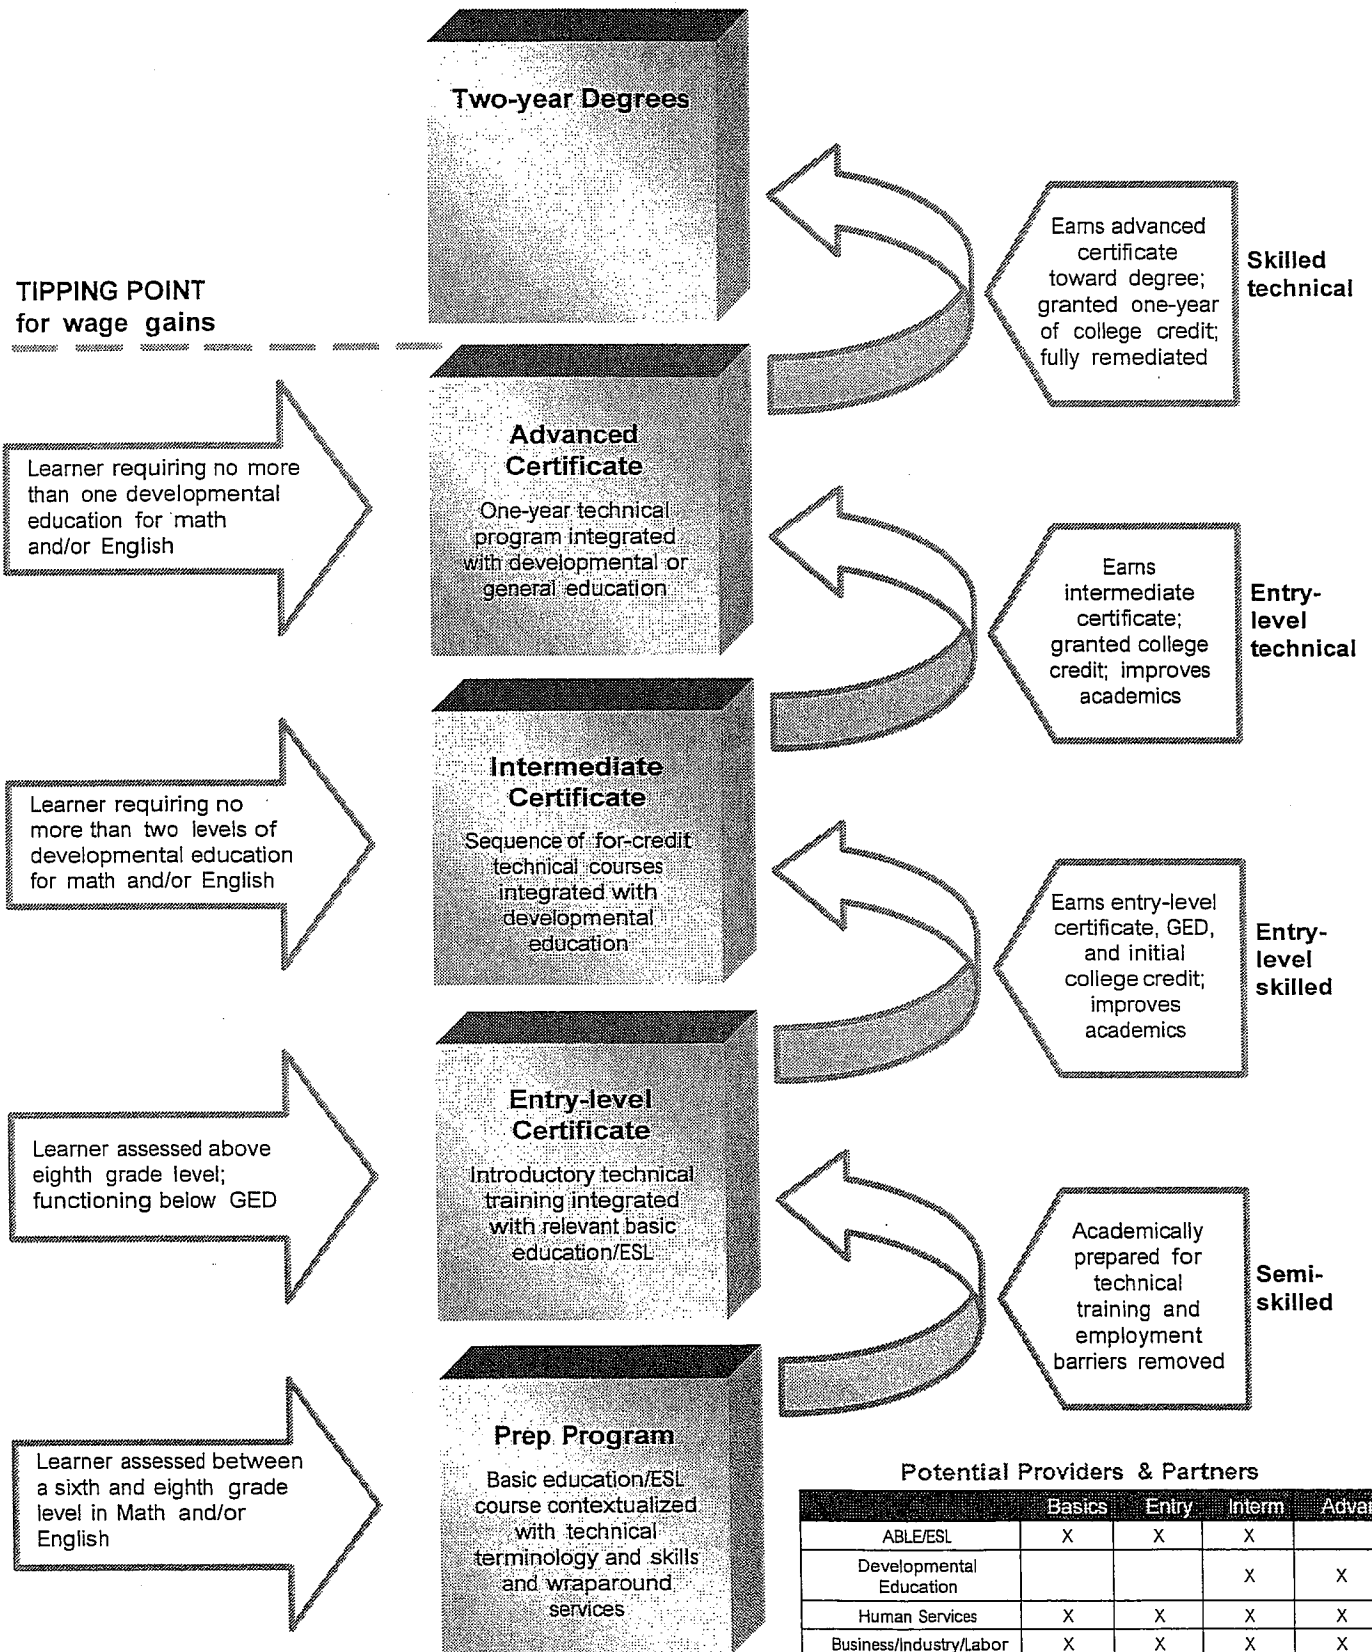 Two-year Degrees
Earns advanced
certificate
toward degree;
granted one-year
of college credit;
fully remediated
Skilled
technical
TIPPING POINT
for wage gains
Learner requiring no more
than one developmental
education for math
and/or English
Advanced
Certificate
One-year technical
program integrated
with developmental or
general education
Earns
intermediate
certificate;
granted college
credit; improves
academics
Entry-
level
technical
Learner requiring no
more than two levels of
developmental education
for math and/or English
Intermediate
Certificate
Sequence of for-credit
technical courses
integrated with
developmental
education
Earns entry-level
certificate, GED,
and initial
college credit;
improves
academics
Entry-
level
skilled
Learner assessed above
eighth grade level;
functioning below GED
Entry-level
Certificate
Introductory technical
training integrated
with relevant basic
education/ESL
Academically
prepared for
technical
training and
employment
barriers removed
Semi-
skilled
Learner assessed between
a sixth and eighth grade
level in Math and/or
English
Prep Program
Basic education/ESL
course contextualized
with technical
terminology and skills
and wraparound
services
Potential Providers & Partners
Basics Entry Interm
ABLE/ESL X X X
Developmental
Education X X
Human Services X X X X
Business/Industry/Labor X X X X